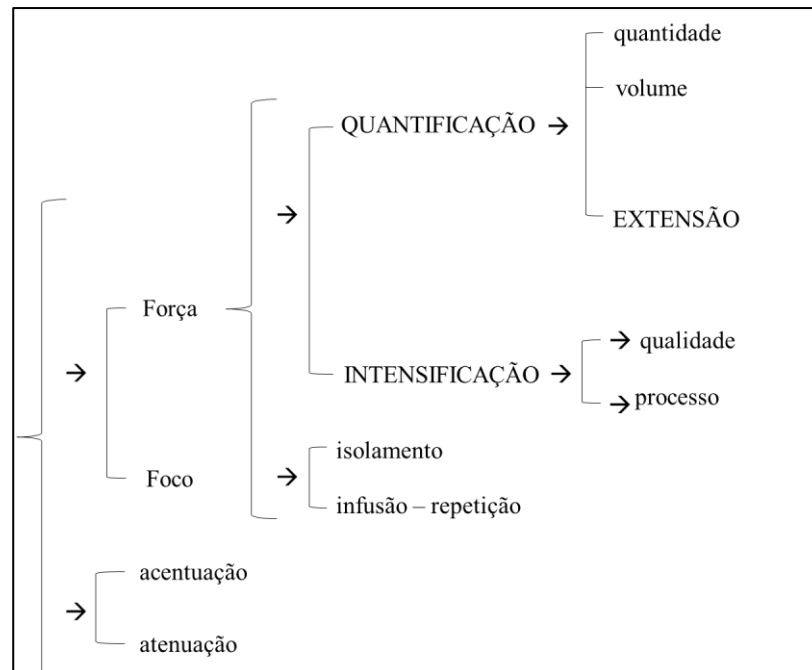 quantidade
volume
QUANTIFICAÇÃO
EXTENSÃO
Força
INTENSIFICAÇÃO
qualidade
processo
Foco
isolamento
infusão – repetição
acentuação
atenuação